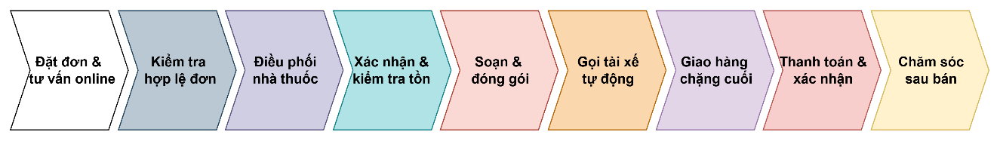 Đặt đơn &
tư vấn online
Kiểm tra
hợp lệ đơn
Điều phối
nhà thuốc
Xác nhận &
kiểm tra tồn
Soạn &
đóng gói
Gọi tài xế
tự động
Giao hàng
chặng cuối
Thanh toán &
xác nhận
Chăm sóc
sau bán